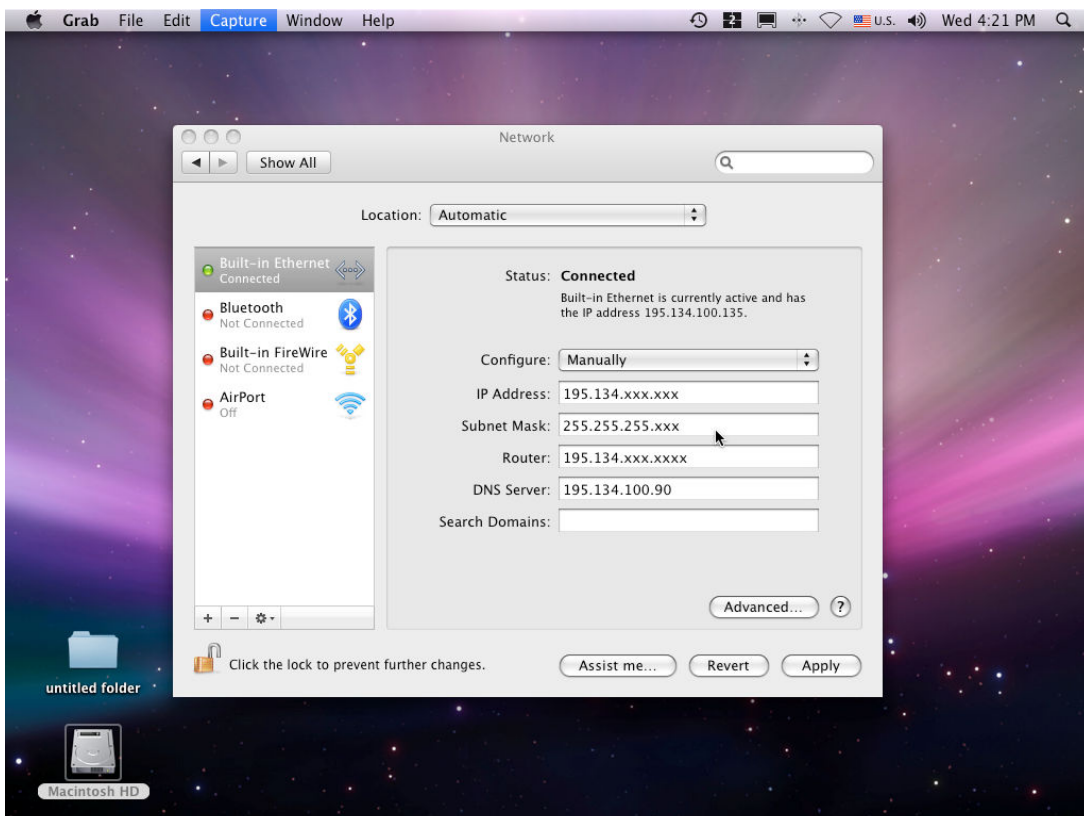 Grab File Edit Capture Window Help 2 U.S. Wed 4:21 PM
Network
Show All
Location: Automatic
Built-in Ethernet
Connected
Bluetooth
Not Connected
Built-in FireWire
Not Connected
AirPort
Off
Status: Connected
Built-in Ethernet is currently active and has
the IP address 195.134.100.135.
Configure: Manually
IP Address: 195.134.xxx.xxx
Subnet Mask: 255.255.255.xxx
Router: 195.134.xxx.xxxx
DNS Server: 195.134.100.90
Search Domains:
Advanced... ?
+ −
Click the lock to prevent further changes.
Assist me... Revert Apply
untitled folder
Macintosh HD